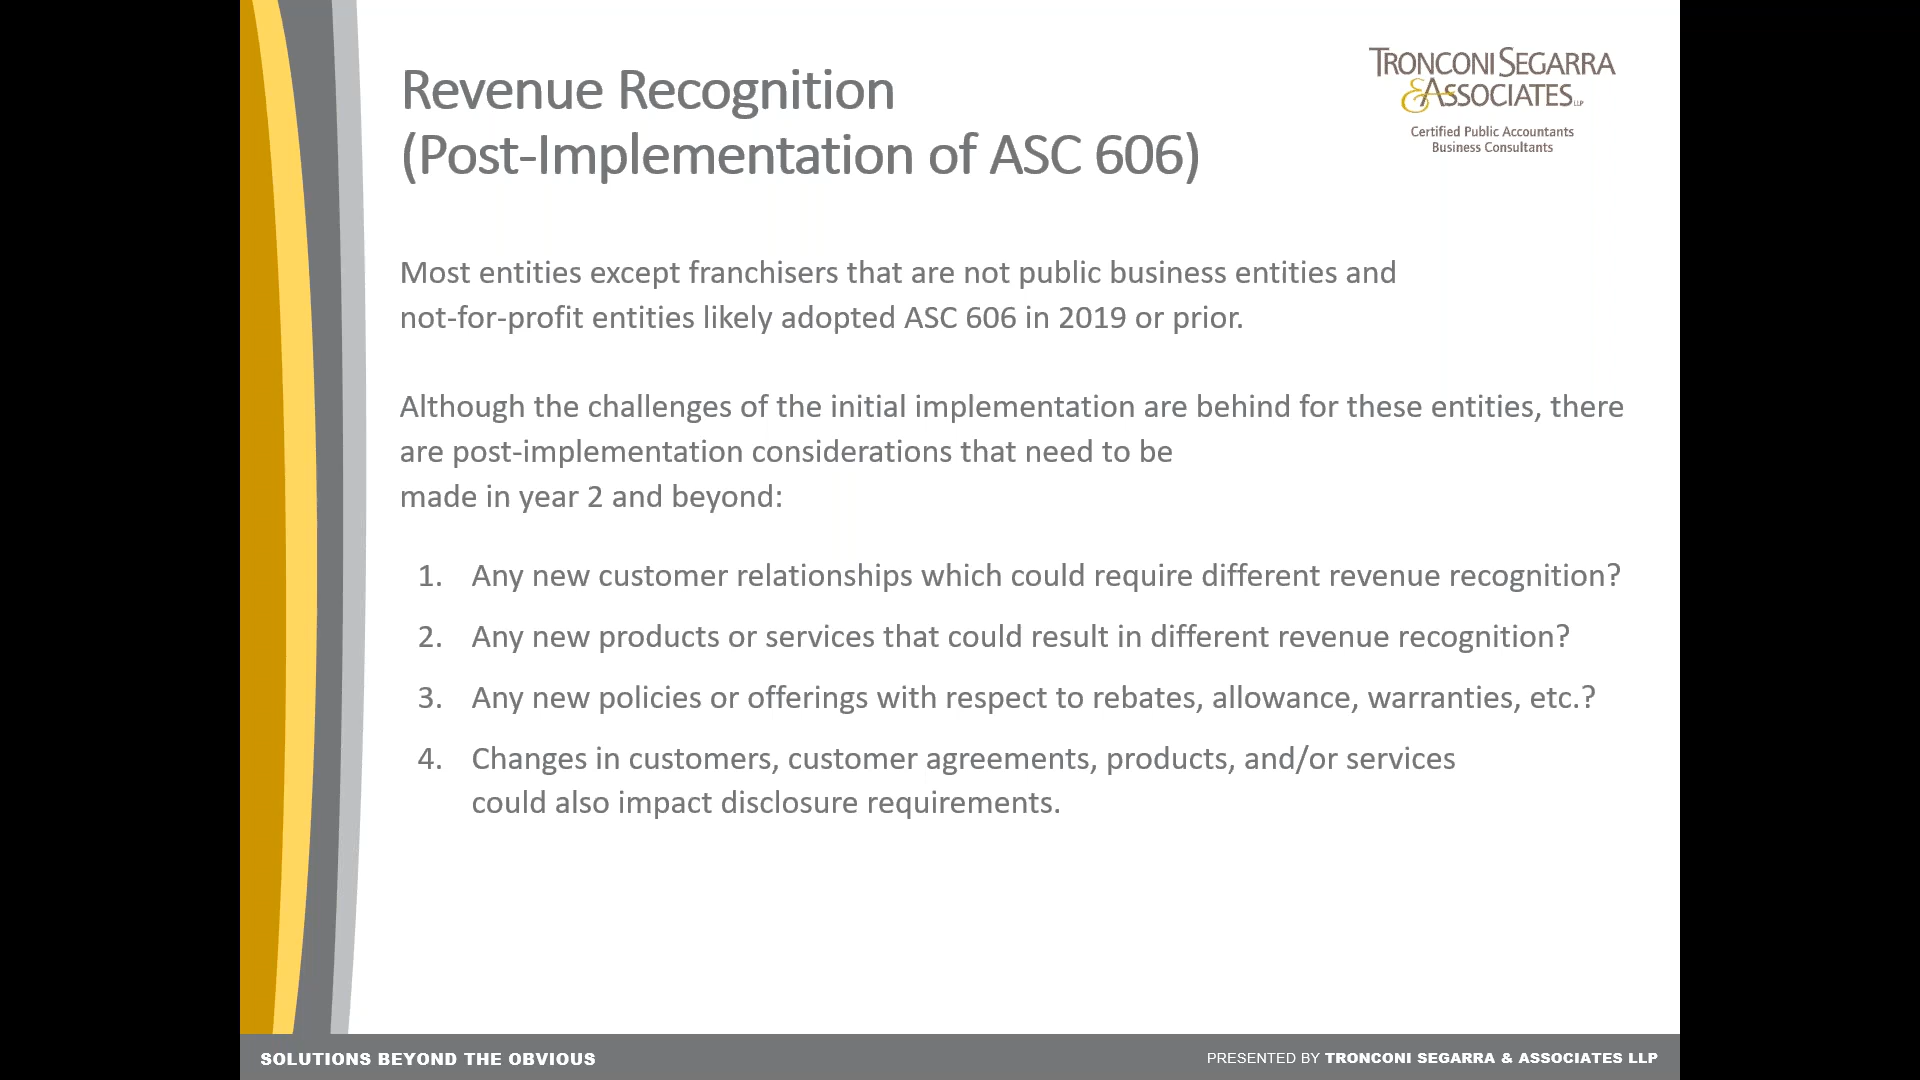 Revenue Recognition
(Post-Implementation of ASC 606)
TRONCONI SEGARRA
& ASSOCIATES LLP
Certified Public Accountants
Business Consultants
Most entities except franchisers that are not public business entities and
not-for-profit entities likely adopted ASC 606 in 2019 or prior.
Although the challenges of the initial implementation are behind for these entities, there
are post-implementation considerations that need to be
made in year 2 and beyond:
1. Any new customer relationships which could require different revenue recognition?
2. Any new products or services that could result in different revenue recognition?
3. Any new policies or offerings with respect to rebates, allowance, warranties, etc.?
4. Changes in customers, customer agreements, products, and/or services
could also impact disclosure requirements.
SOLUTIONS BEYOND THE OBVIOUS
PRESENTED BY TRONCONI SEGARRA & ASSOCIATES LLP